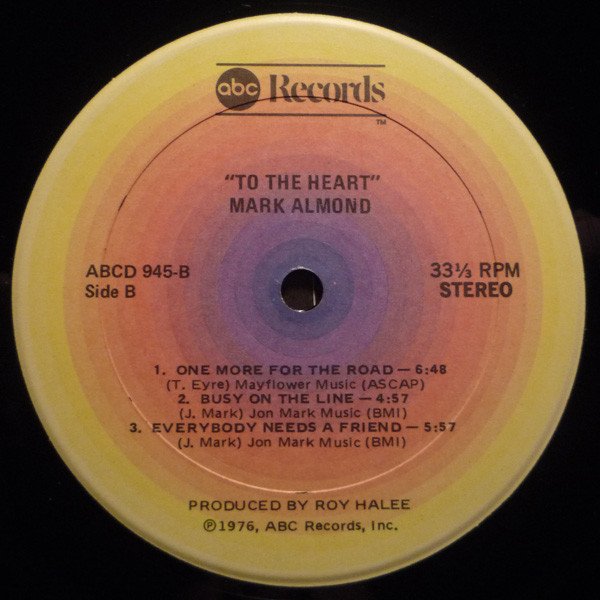 abc Records
™
"TO THE HEART"
MARK ALMOND
ABCD 945-B
Side B
33⅓ RPM
STEREO
1. ONE MORE FOR THE ROAD — 6:48
(T. Eyre) Mayflower Music (ASCAP)
2. BUSY ON THE LINE — 4:57
(J. Mark) Jon Mark Music (BMI)
3. EVERYBODY NEEDS A FRIEND — 5:57
(J. Mark) Jon Mark Music (BMI)
PRODUCED BY ROY HALEE
℗1976, ABC Records, Inc.